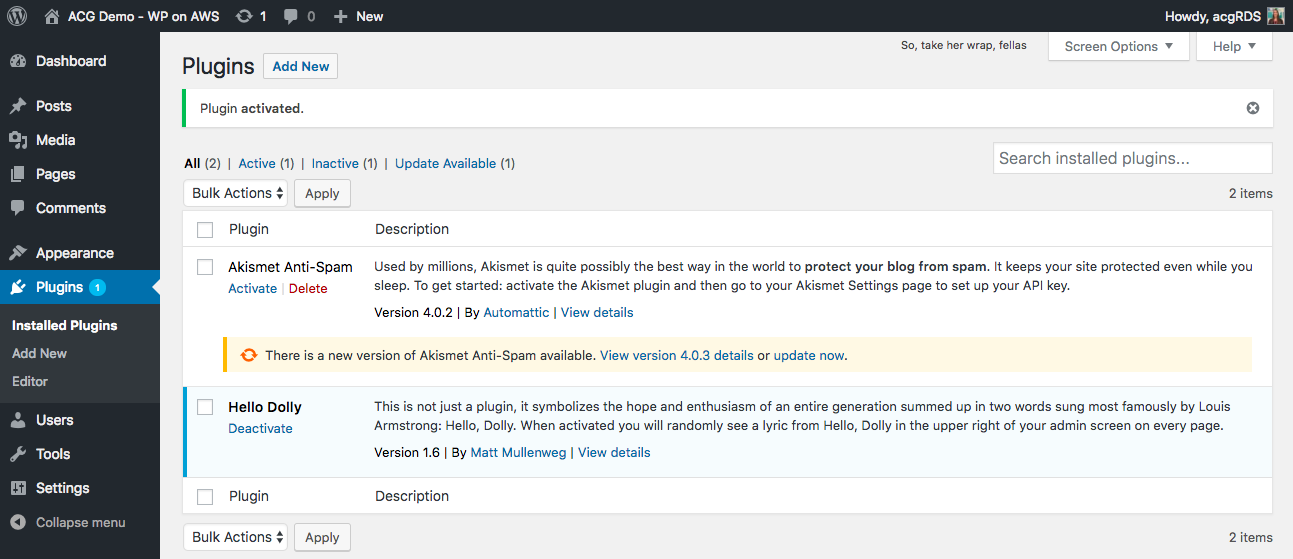 ACG Demo - WP on AWS 1 0 New Howdy, acgRDS
Dashboard
Posts
Media
Pages
Comments
Appearance
Plugins 1
Installed Plugins
Add New
Editor
Users
Tools
Settings
Collapse menu
So, take her wrap, fellas Screen Options Help
Plugins Add New
Plugin activated.
All (2) | Active (1) | Inactive (1) | Update Available (1)
Search installed plugins...
Bulk Actions Apply 2 items
Plugin Description
Akismet Anti-Spam
Activate | Delete
Used by millions, Akismet is quite possibly the best way in the world to protect your blog from spam. It keeps your site protected even while you
sleep. To get started: activate the Akismet plugin and then go to your Akismet Settings page to set up your API key.
Version 4.0.2 | By Automattic | View details
There is a new version of Akismet Anti-Spam available. View version 4.0.3 details or update now.
Hello Dolly
Deactivate
This is not just a plugin, it symbolizes the hope and enthusiasm of an entire generation summed up in two words sung most famously by Louis
Armstrong: Hello, Dolly. When activated you will randomly see a lyric from Hello, Dolly in the upper right of your admin screen on every page.
Version 1.6 | By Matt Mullenweg | View details
Plugin Description
Bulk Actions Apply 2 items